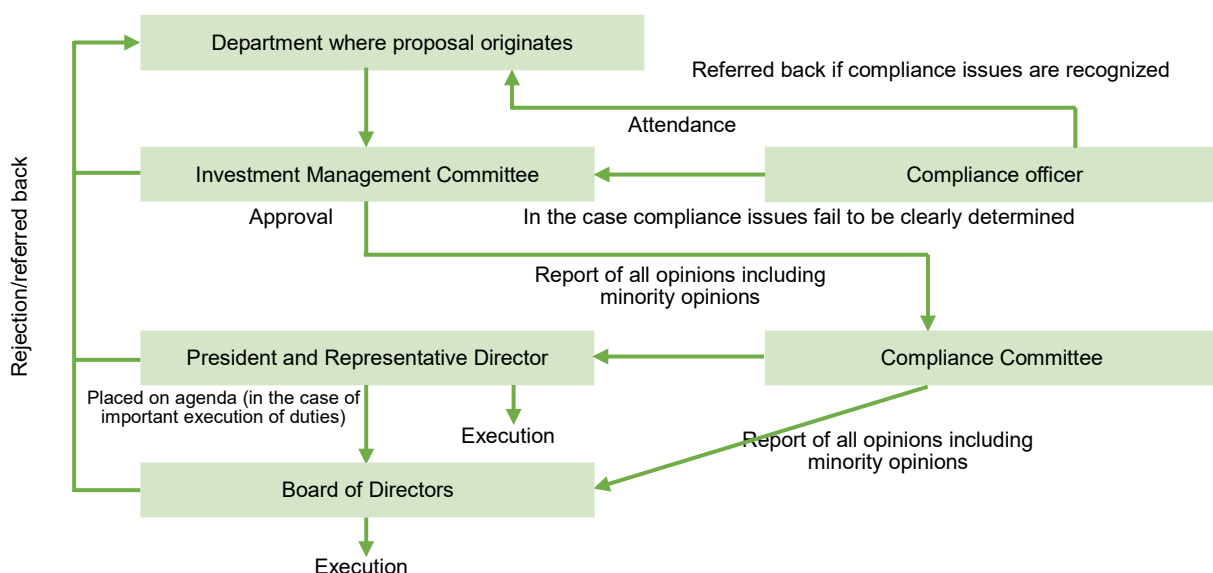 Department where proposal originates
Referred back if compliance issues are recognized
Attendance
Rejection/referred back
Investment Management Committee
Compliance officer
Approval
In the case compliance issues fail to be clearly determined
Report of all opinions including
minority opinions
President and Representative Director
Compliance Committee
Placed on agenda (in the case of
important execution of duties)
Execution
Report of all opinions including
minority opinions
Board of Directors
Execution